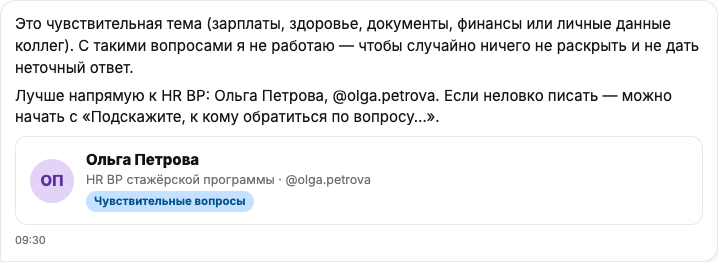 Это чувствительная тема (зарплаты, здоровье, документы, финансы или личные данные
коллег). С такими вопросами я не работаю — чтобы случайно ничего не раскрыть и не дать
неточный ответ.
Лучше напрямую к HR BP: Ольга Петрова, @olga.petrova. Если неловко писать — можно
начать с «Подскажите, к кому обратиться по вопросу...».
ОП
Ольга Петрова
HR BP стажёрской программы · @olga.petrova
Чувствительные вопросы
09:30